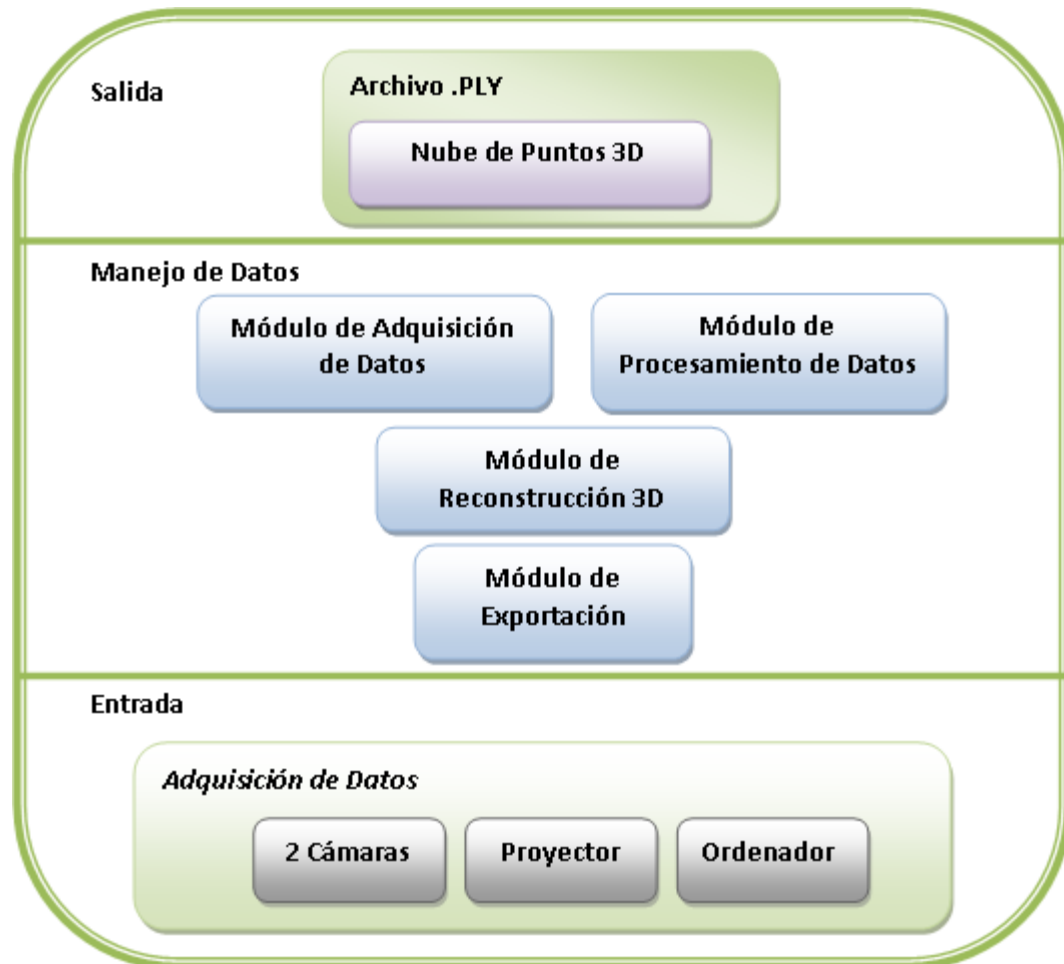 Salida
Archivo .PLY
Nube de Puntos 3D
Manejo de Datos
Módulo de Adquisición
de Datos
Módulo de
Procesamiento de Datos
Módulo de
Reconstrucción 3D
Módulo de
Exportación
Entrada
Adquisición de Datos
2 Cámaras
Proyector
Ordenador